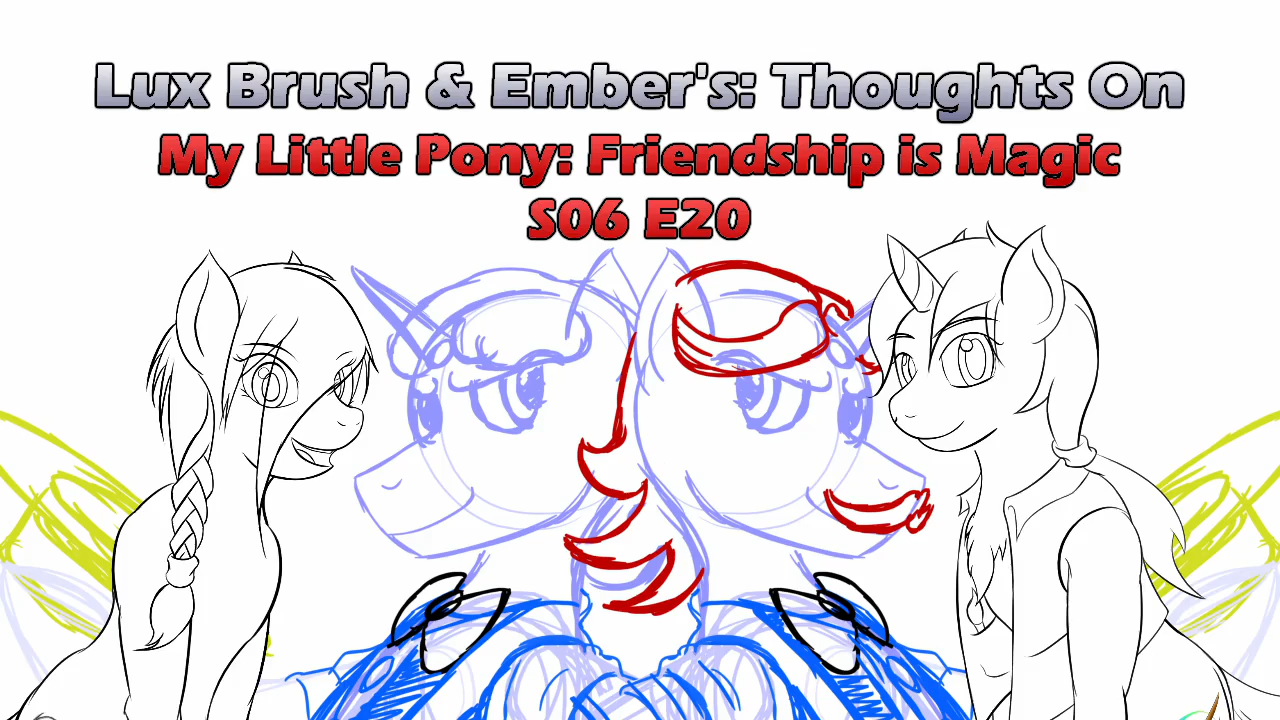 Lux Brush & Ember's: Thoughts On
My Little Pony: Friendship is Magic
S06 E20